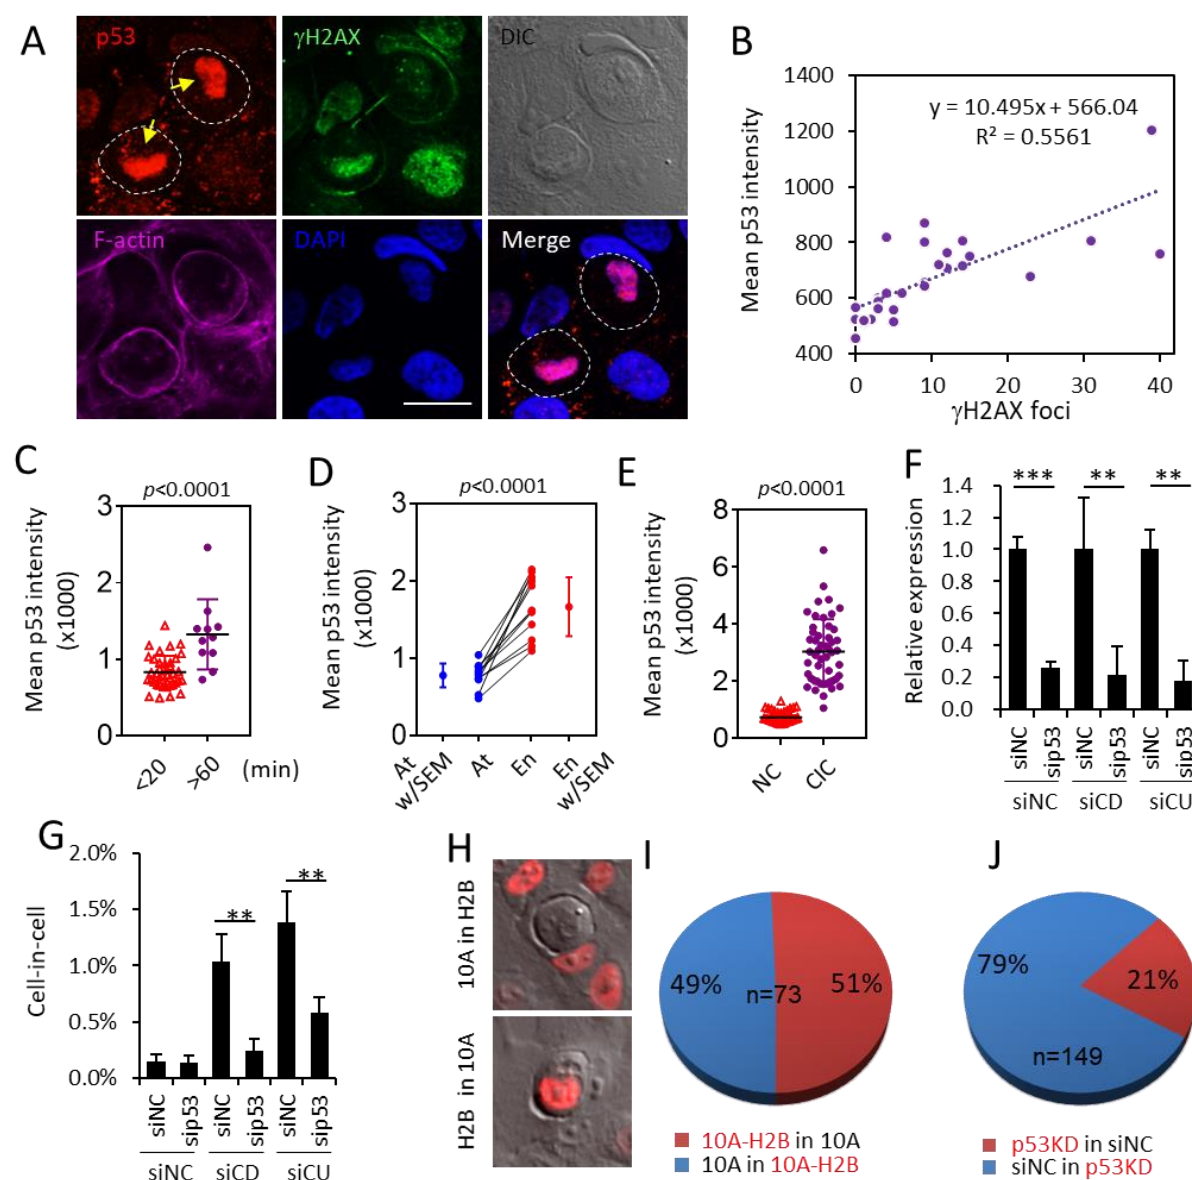 A
p53
γH2AX
DIC
F-actin
DAPI
Merge
B
Mean p53 intensity
1400
1200
1000
800
600
400
y = 10.495x + 566.04
R² = 0.5561
0 10 20 30 40
γH2AX foci
C
p<0.0001
Mean p53 intensity
(x1000)
3
2
1
0
<20 >60 (min)
D
p<0.0001
Mean p53 intensity
(x1000)
3
2
1
0
At
w/SEM
At
En
En
w/SEM
E
p<0.0001
Mean p53 intensity
(x1000)
8
6
4
2
0
NC CIC
F
Relative expression
1.4
1.2
1.0
0.8
0.6
0.4
0.2
0.0
*** ** **
siNC sip53 siNC sip53 siNC sip53
siNC siCD siCU
G
Cell-in-cell
2.0%
1.5%
1.0%
0.5%
0.0%
**
**
siNC sip53 siNC sip53 siNC sip53
siNC siCD siCU
H
10A in H2B
H2B in 10A
I
49% n=73 51%
10A-H2B in 10A
10A in 10A-H2B
J
79% 21%
n=149
p53KD in siNC
siNC in p53KD